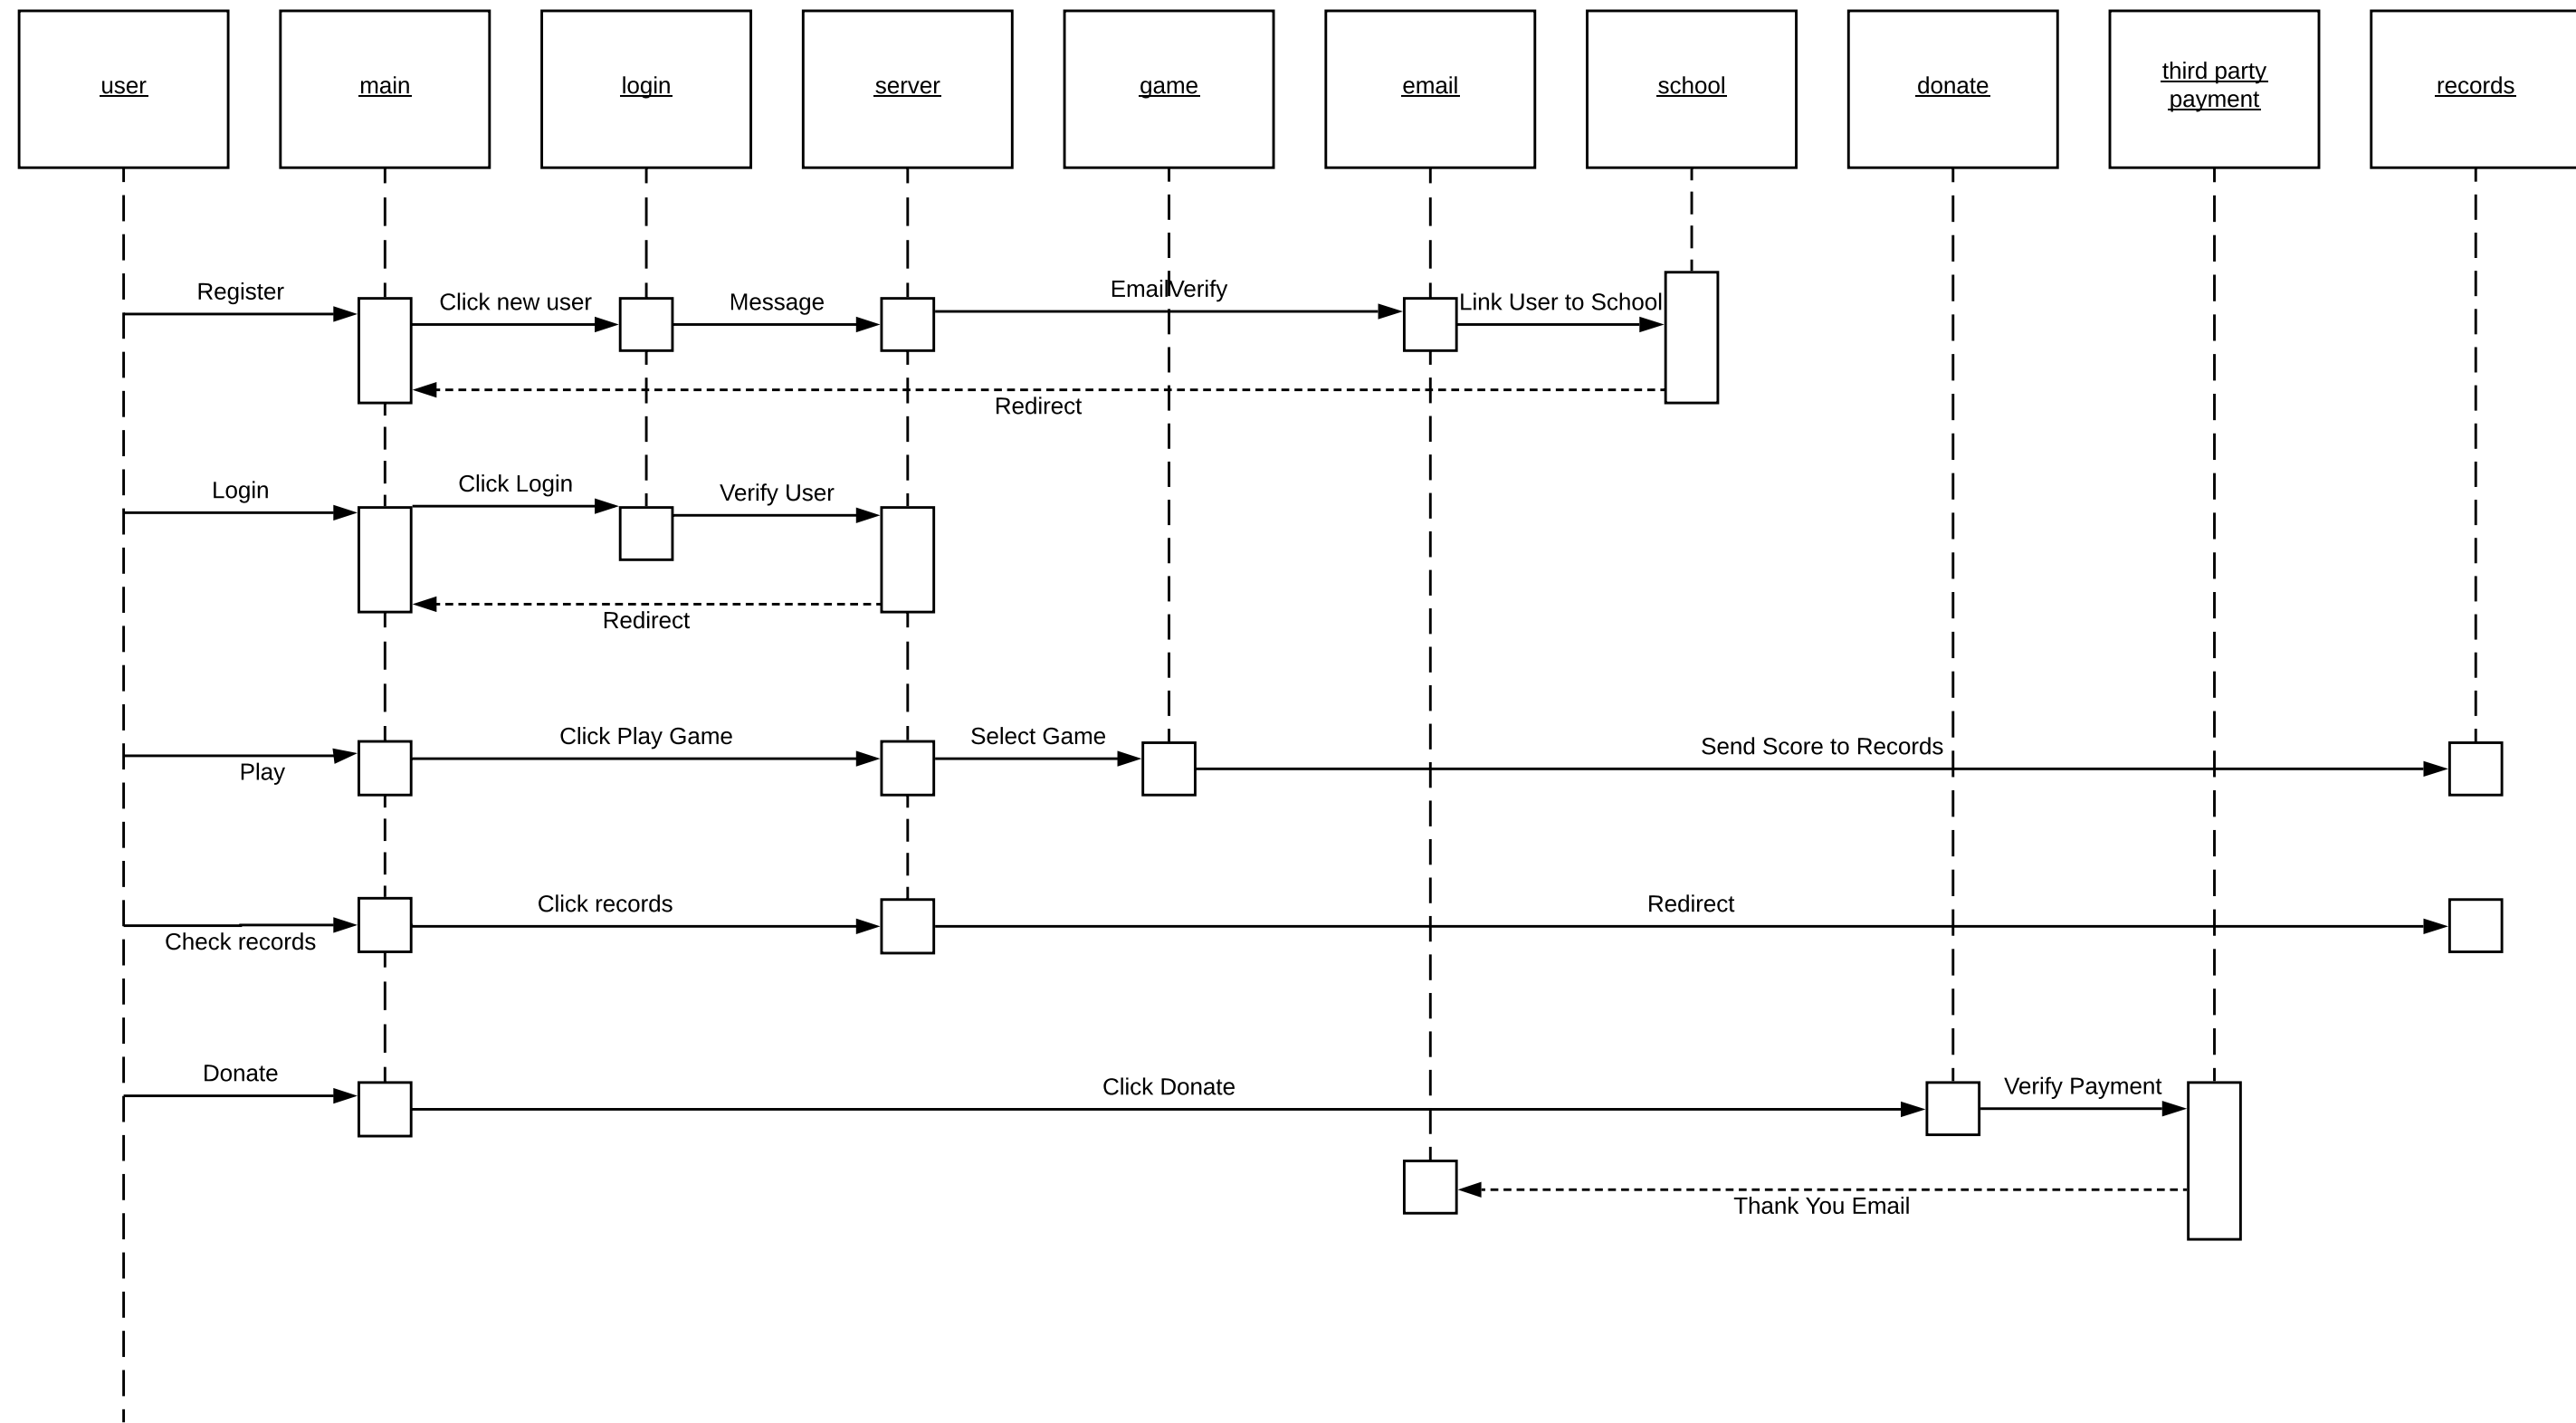 user
main
login
server
game
email
school
donate
third party
payment
records
Register
Click new user
Message
EmailVerify
Link User to School
Redirect
Login
Click Login
Verify User
Redirect
Play
Click Play Game
Select Game
Send Score to Records
Check records
Click records
Redirect
Donate
Click Donate
Verify Payment
Thank You Email